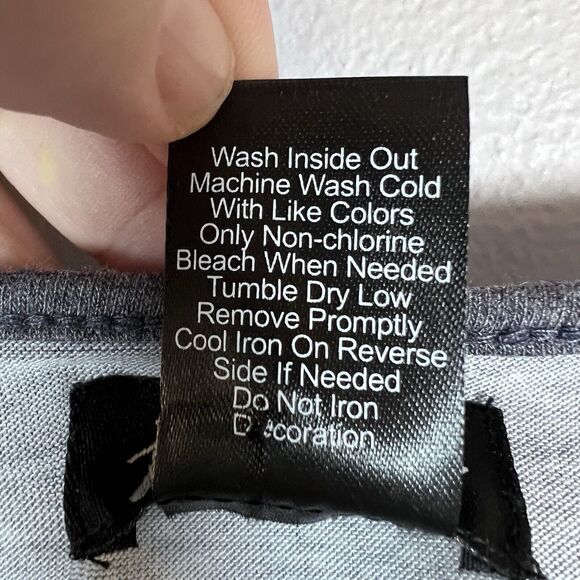 Wash Inside Out
Machine Wash Cold
With Like Colors
Only Non-chlorine
Bleach When Needed
Tumble Dry Low
Remove Promptly
Cool Iron On Reverse
Side If Needed
Do Not Iron
Decoration